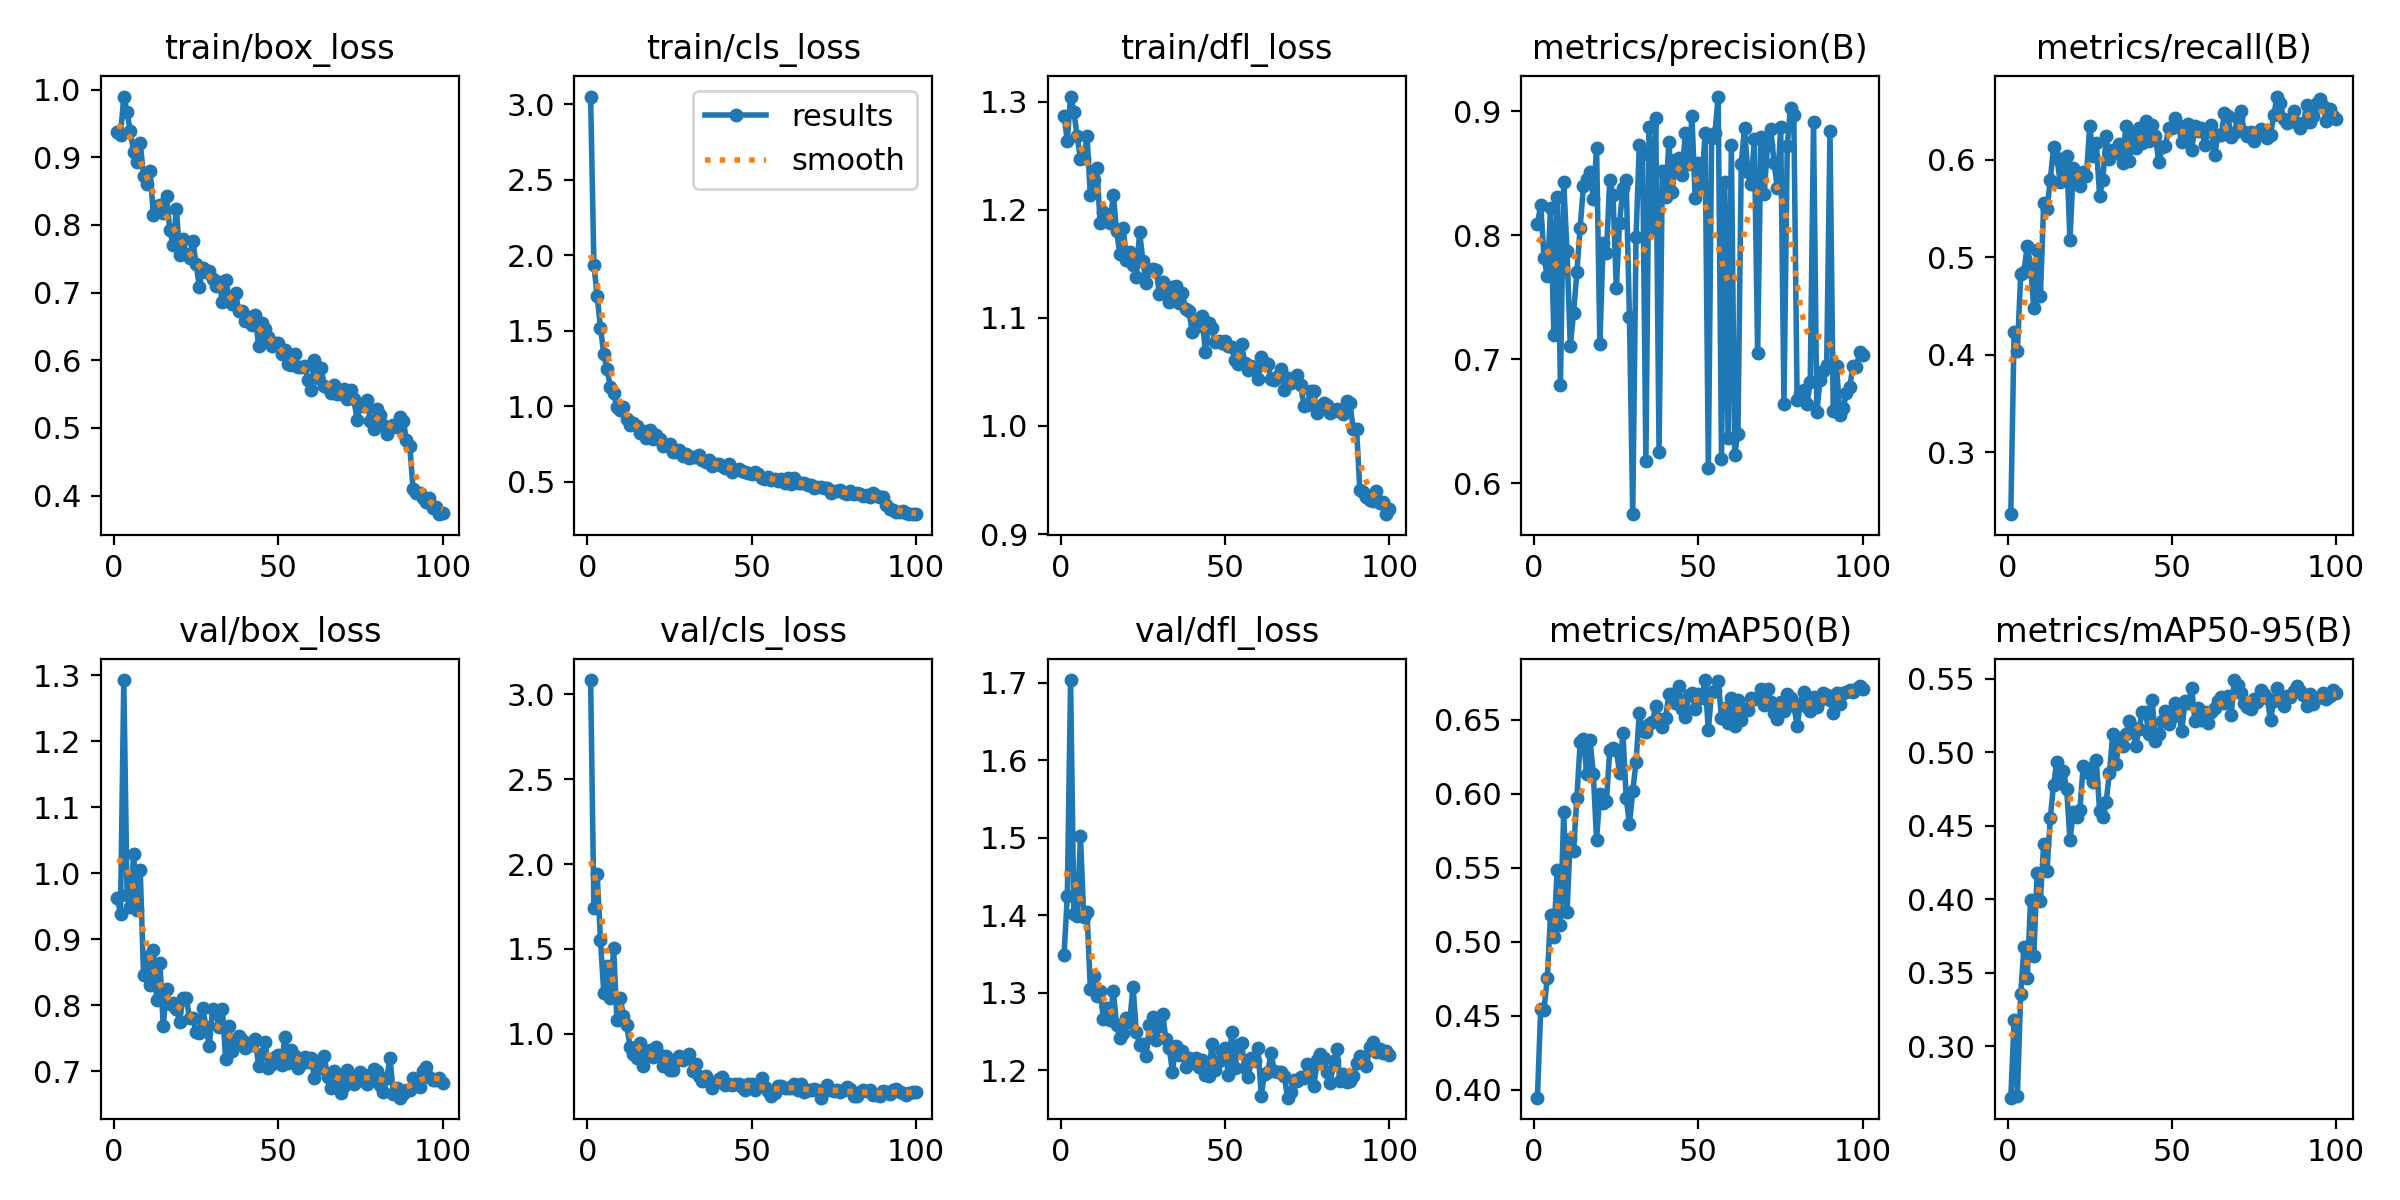 train/box_loss
1.0
0.9
0.8
0.7
0.6
0.5
0.4
0 50 100
train/cls_loss
results
smooth
3.0
2.5
2.0
1.5
1.0
0.5
0 50 100
train/dfl_loss
1.3
1.2
1.1
1.0
0.9
0 50 100
metrics/precision(B)
0.9
0.8
0.7
0.6
0 50 100
metrics/recall(B)
0.6
0.5
0.4
0.3
0 50 100
val/box_loss
1.3
1.2
1.1
1.0
0.9
0.8
0.7
0 50 100
val/cls_loss
3.0
2.5
2.0
1.5
1.0
0 50 100
val/dfl_loss
1.7
1.6
1.5
1.4
1.3
1.2
0 50 100
metrics/mAP50(B)
0.65
0.60
0.55
0.50
0.45
0.40
0 50 100
metrics/mAP50-95(B)
0.55
0.50
0.45
0.40
0.35
0.30
0 50 100